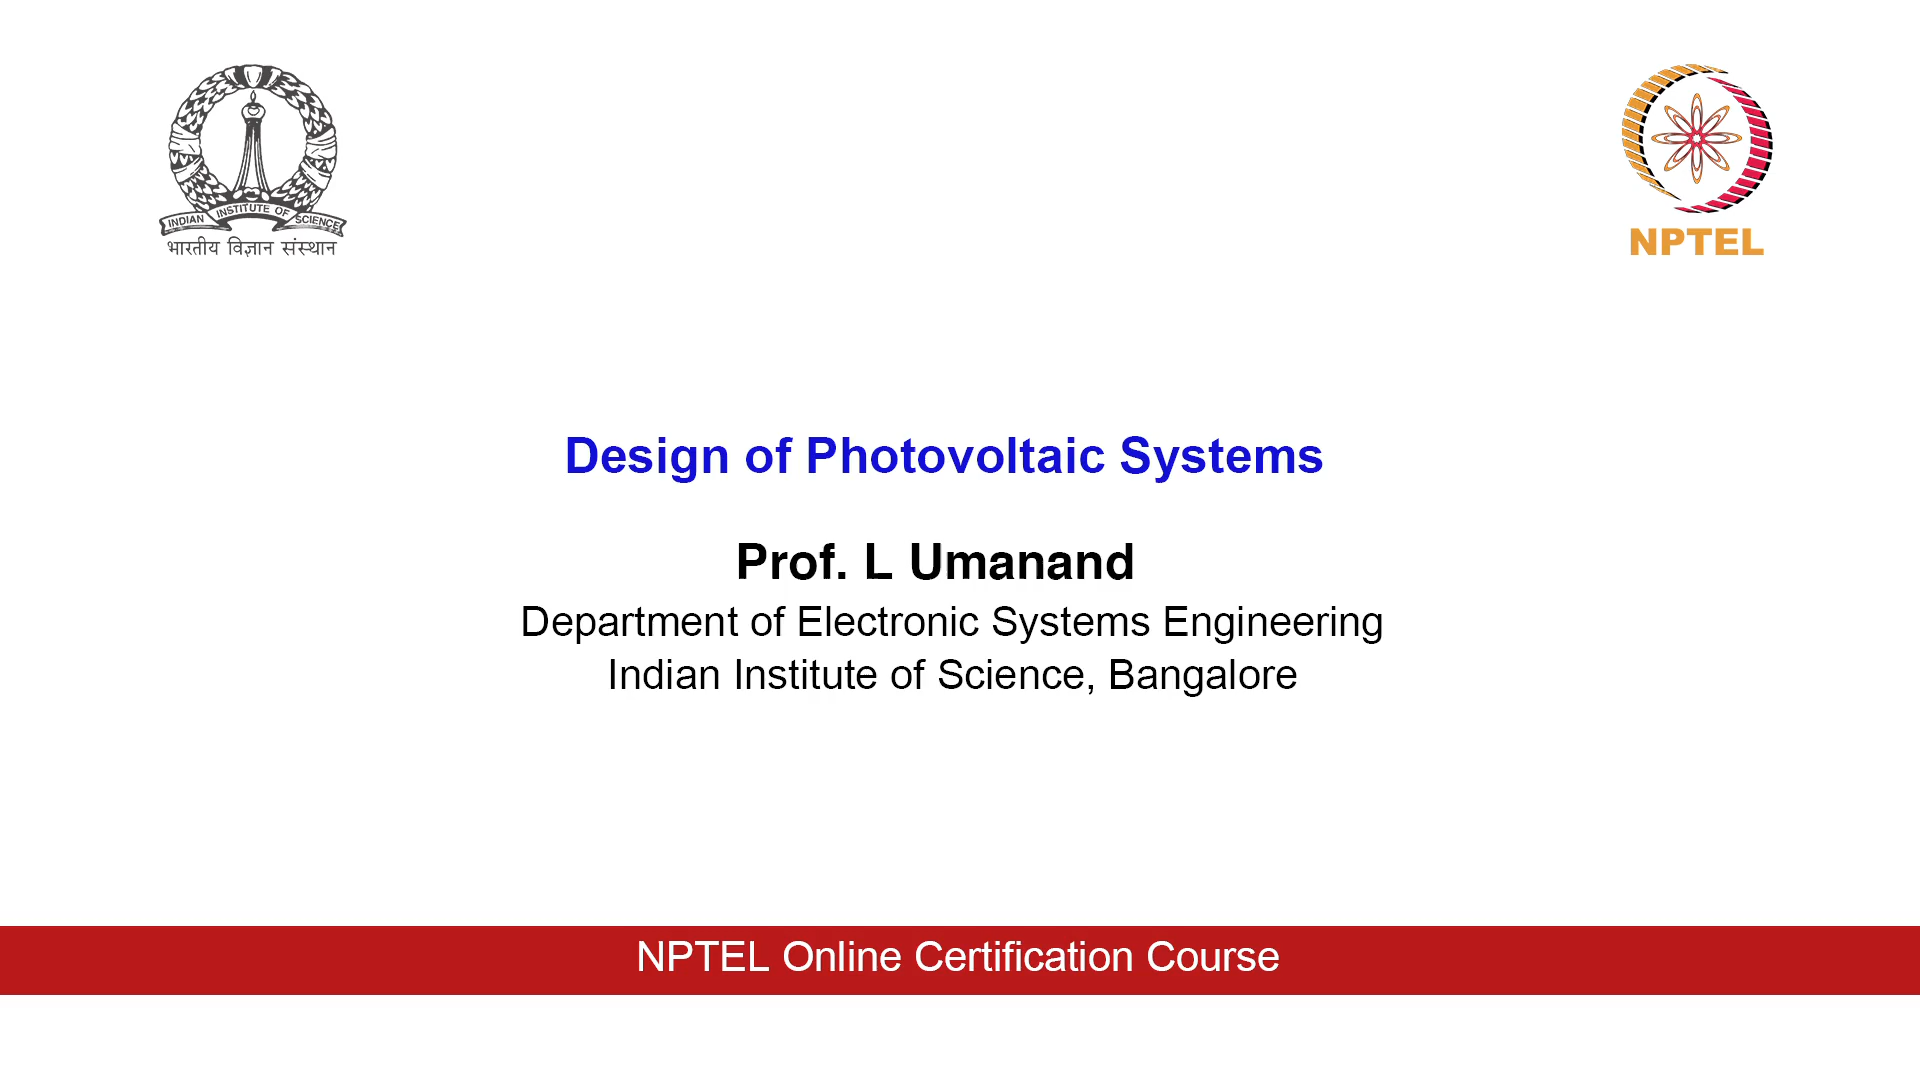 INDIAN INSTITUTE OF SCIENCE
भारतीय विज्ञान संस्थान
NPTEL
Design of Photovoltaic Systems
Prof. L Umanand
Department of Electronic Systems Engineering
Indian Institute of Science, Bangalore
NPTEL Online Certification Course